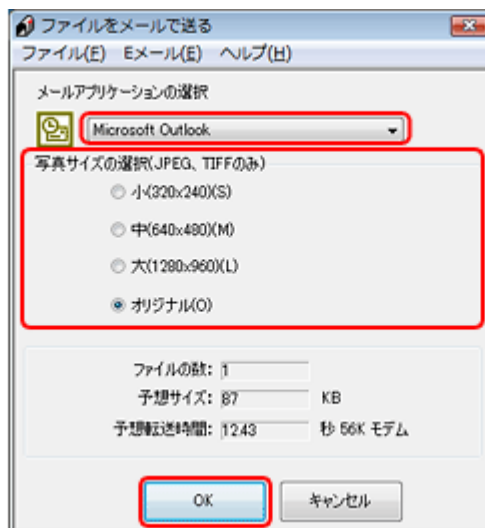 ファイルをメールで送る
ファイル(F) Eメール(E) ヘルプ(H)
メールアプリケーションの選択
Microsoft Outlook
写真サイズの選択(JPEG、TIFFのみ)
小(320x240)(S)
中(640x480)(M)
大(1280x960)(L)
オリジナル(O)
ファイルの数: 1
予想サイズ: 87 KB
予想転送時間: 12.43 秒 56K モデム
OK キャンセル